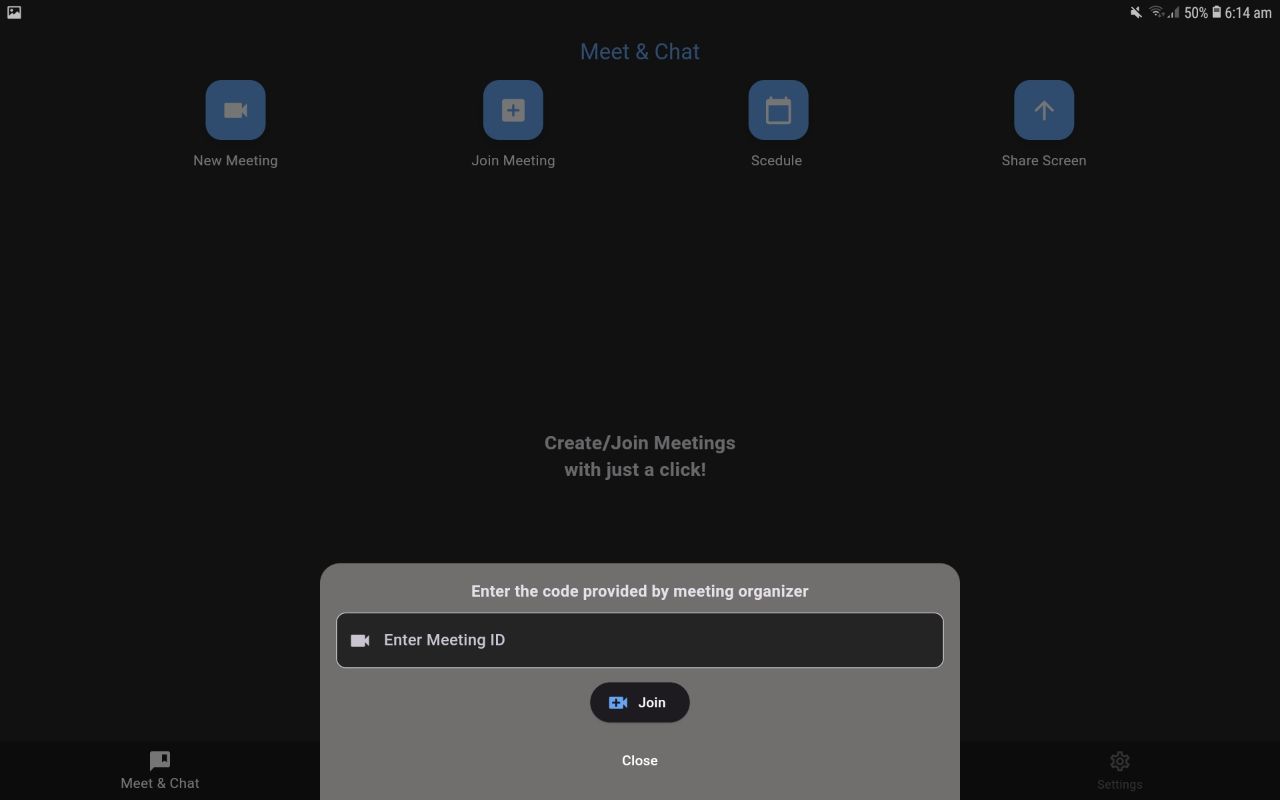 50% 6:14 am
Meet & Chat
New Meeting
Join Meeting
Scedule
Share Screen
Create/Join Meetings
with just a click!
Enter the code provided by meeting organizer
Enter Meeting ID
Join
Close
Meet & Chat
Settings